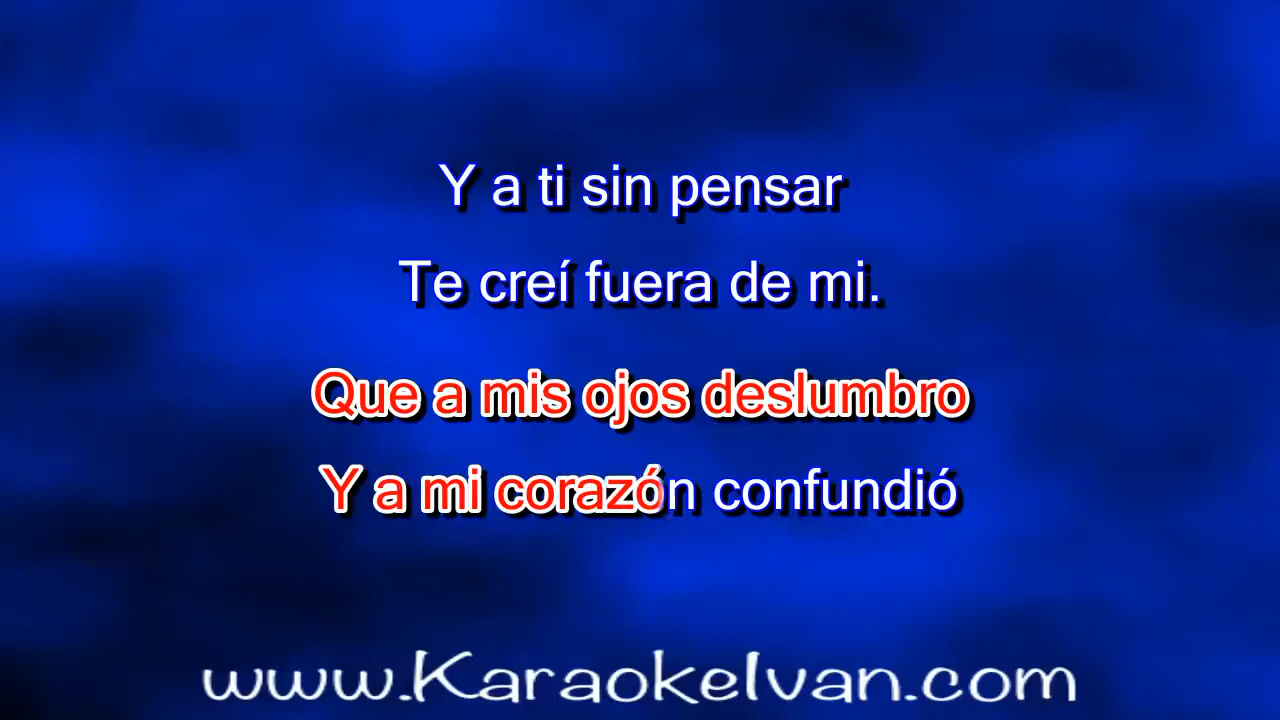 Y a ti sin pensar
Te creí fuera de mi.
Que a mis ojos deslumbro
Y a mi corazón confundió
www.KaraokeIvan.com